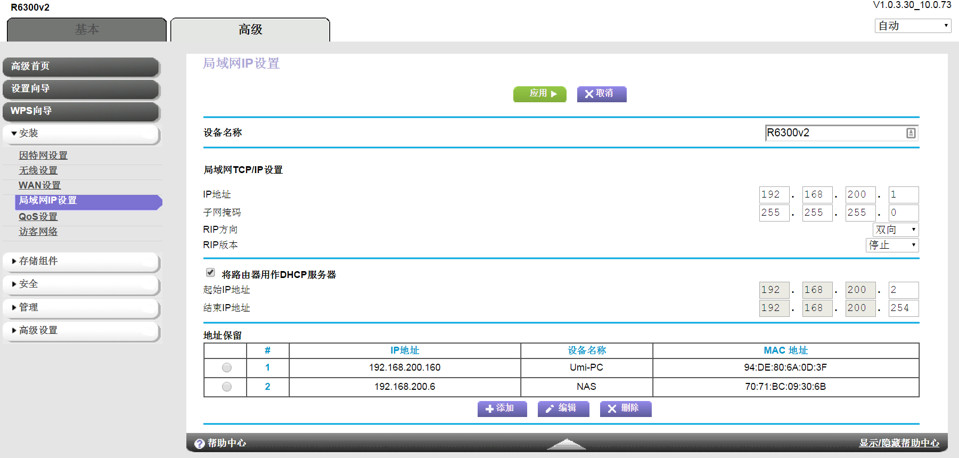 R6300v2
V1.0.3.30_10.0.73
基本
高级
自动
高级首页
设置向导
WPS向导
安装
因特网设置
无线设置
WAN设置
局域网IP设置
QoS设置
访客网络
存储组件
安全
管理
高级设置
局域网IP设置
应用
取消
设备名称 R6300v2
局域网TCP/IP设置
IP地址 192 . 168 . 200 . 1
子网掩码 255 . 255 . 255 . 0
RIP方向 双向
RIP版本 停止
将路由器用作DHCP服务器
起始IP地址 192 . 168 . 200 . 2
结束IP地址 192 . 168 . 200 . 254
地址保留
# IP地址 设备名称 MAC 地址
1 192.168.200.160 Umi-PC 94:DE:80:6A:0D:3F
2 192.168.200.6 NAS 70:71:BC:09:30:6B
添加 编辑 删除
帮助中心 显示/隐藏帮助中心